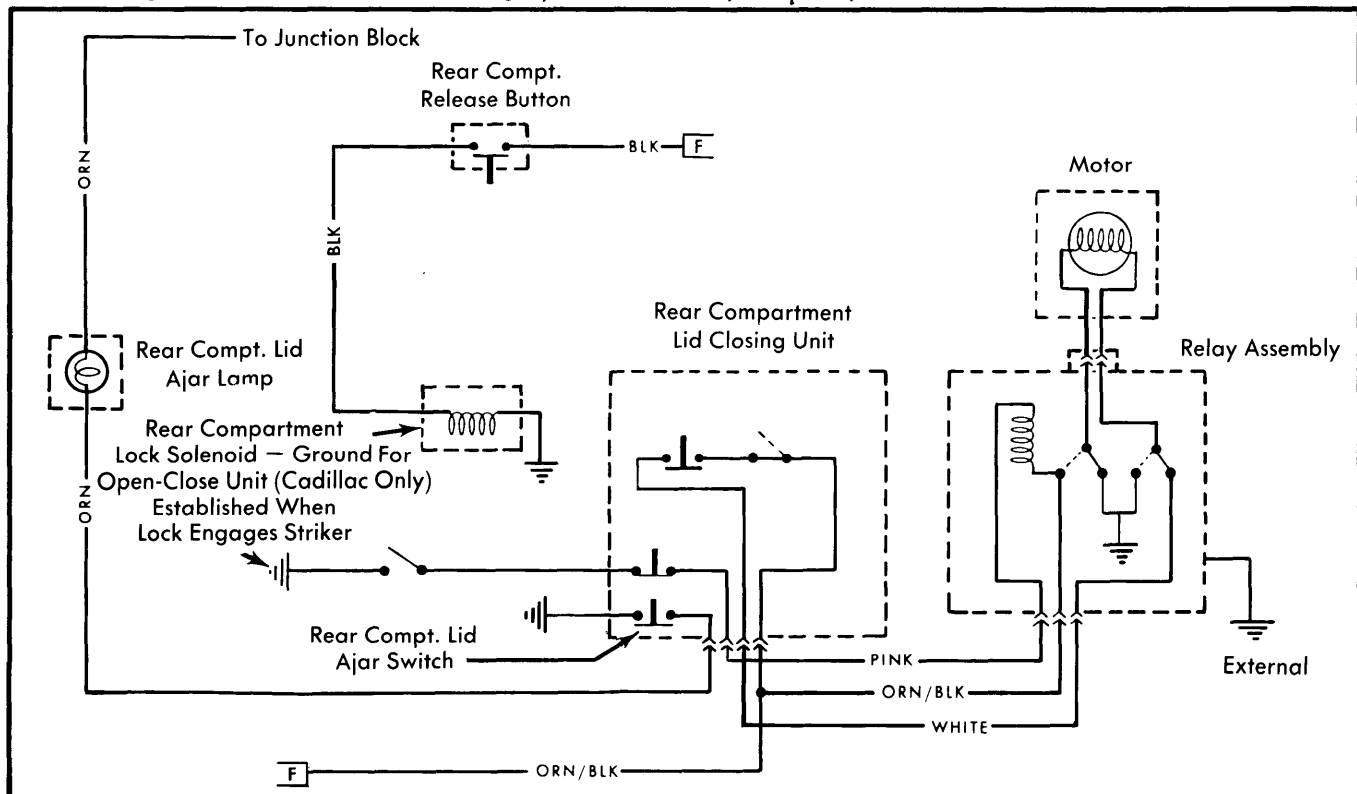 To Junction Block
Rear Compt.
Release Button
BLK
F
ORN
BLK
Motor
Rear Compartment
Lid Closing Unit
Relay Assembly
Rear Compt. Lid
Ajar Lamp
Rear Compartment
Lock Solenoid — Ground For
Open-Close Unit (Cadillac Only)
Established When
Lock Engages Striker
ORN
Rear Compt. Lid
Ajar Switch
PINK
External
ORN/BLK
WHITE
F
ORN/BLK